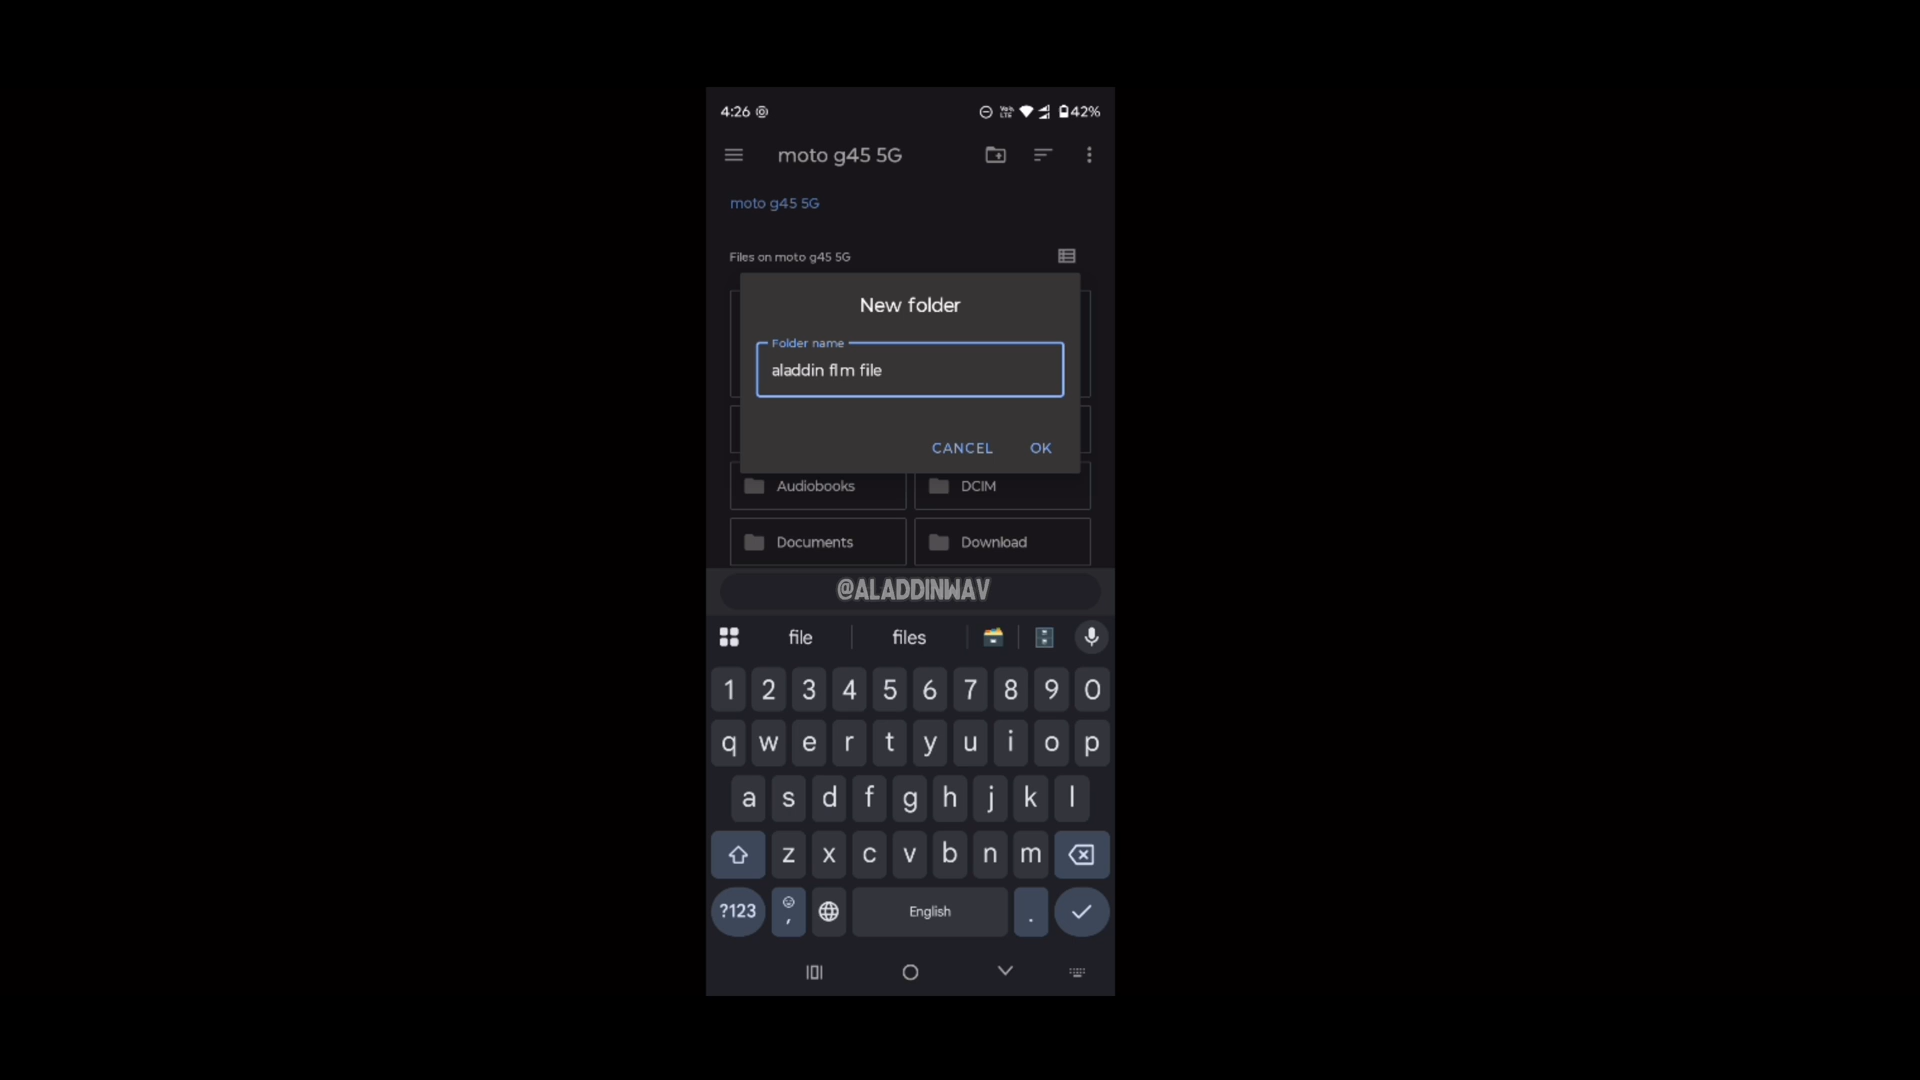 4:26 42%
moto g45 5G
moto g45 5G
Files on moto g45 5G
New folder
Folder name
aladdin flm file
CANCEL OK
Audiobooks DCIM
Documents Download
@ALADDINWAV
file files
1 2 3 4 5 6 7 8 9 0
q w e r t y u i o p
a s d f g h j k l
z x c v b n m
?123 , English .